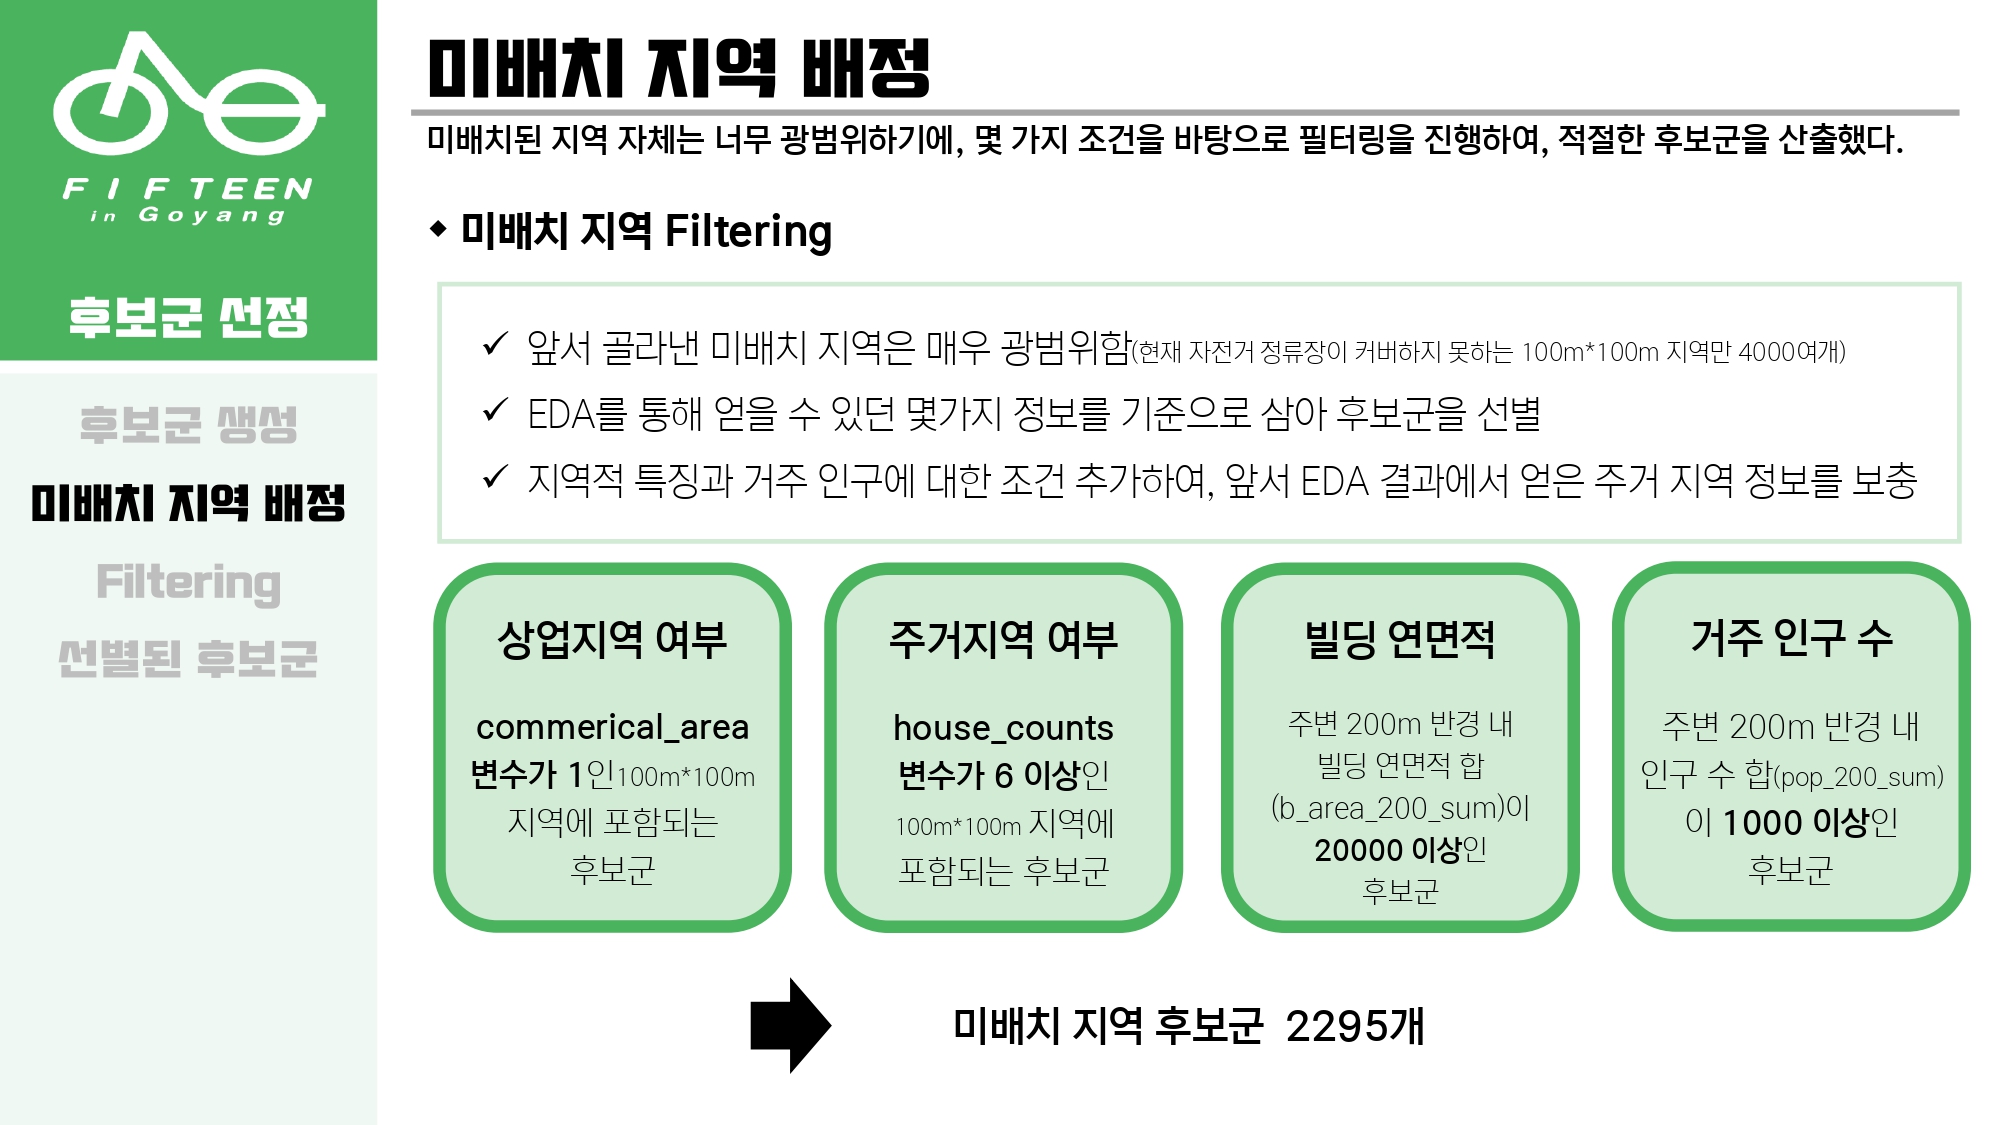 FIFTEEN
in Goyang
후보군 선정
후보군 생성
미배치 지역 배정
Filtering
선별된 후보군
미배치 지역 배정
미배치된 지역 자체는 너무 광범위하기에, 몇 가지 조건을 바탕으로 필터링을 진행하여, 적절한 후보군을 산출했다.
◆ 미배치 지역 Filtering
✓ 앞서 골라낸 미배치 지역은 매우 광범위함(현재 자전거 정류장이 커버하지 못하는 100m*100m 지역만 4000여개)
✓ EDA를 통해 얻을 수 있던 몇가지 정보를 기준으로 삼아 후보군을 선별
✓ 지역적 특징과 거주 인구에 대한 조건 추가하여, 앞서 EDA 결과에서 얻은 주거 지역 정보를 보충
상업지역 여부
commerical_area
변수가 1인100m*100m
지역에 포함되는
후보군
주거지역 여부
house_counts
변수가 6 이상인
100m*100m 지역에
포함되는 후보군
빌딩 연면적
주변 200m 반경 내
빌딩 연면적 합
(b_area_200_sum)이
20000 이상인
후보군
거주 인구 수
주변 200m 반경 내
인구 수 합(pop_200_sum)
이 1000 이상인
후보군
미배치 지역 후보군 2295개